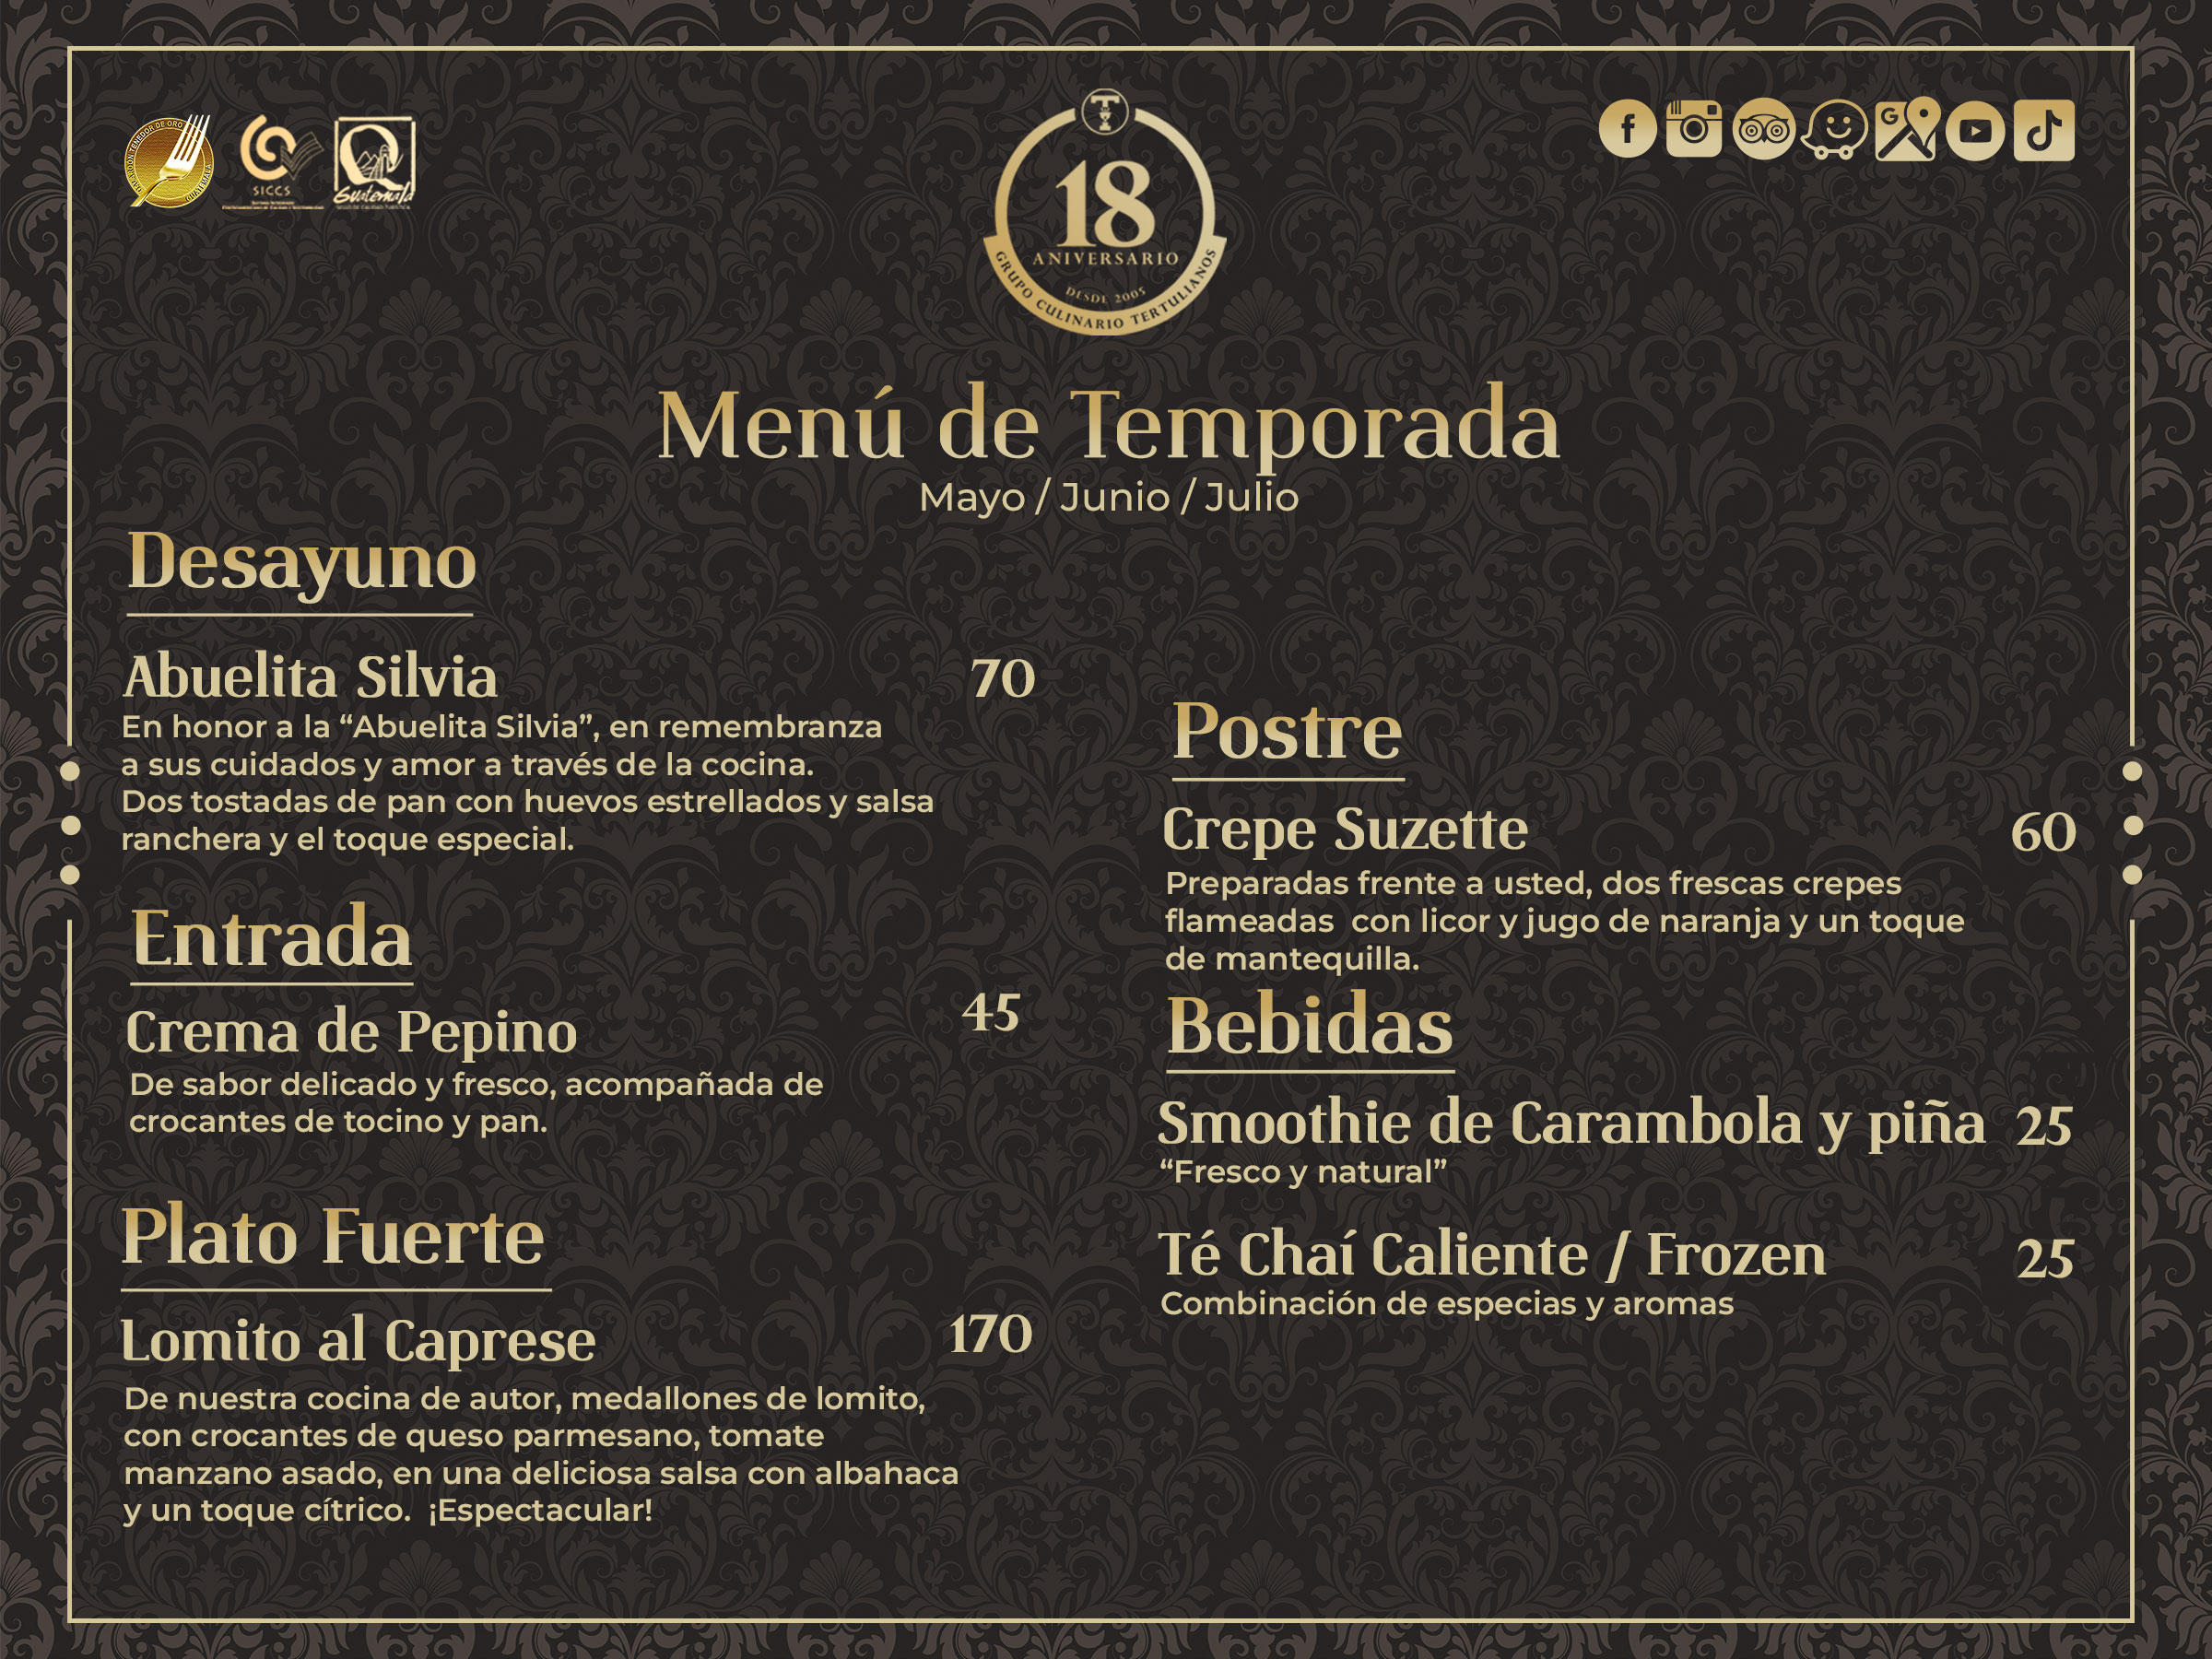 GALARDÓN TENEDOR DE ORO
GUATEMALA
SICCS
Q
Guatemala
T
18
ANIVERSARIO
DESDE 2005
GRUPO CULINARIO TERTULIANOS
Menú de Temporada
Mayo / Junio / Julio
Desayuno
Abuelita Silvia 70
En honor a la “Abuelita Silvia”, en remembranza
a sus cuidados y amor a través de la cocina.
Dos tostadas de pan con huevos estrellados y salsa
ranchera y el toque especial.
Entrada
Crema de Pepino 45
De sabor delicado y fresco, acompañada de
crocantes de tocino y pan.
Plato Fuerte
Lomito al Caprese 170
De nuestra cocina de autor, medallones de lomito,
con crocantes de queso parmesano, tomate
manzano asado, en una deliciosa salsa con albahaca
y un toque cítrico.  ¡Espectacular!
Postre
Crepe Suzette 60
Preparadas frente a usted, dos frescas crepes
flameadas  con licor y jugo de naranja y un toque
de mantequilla.
Bebidas
Smoothie de Carambola y piña 25
“Fresco y natural”
Té Chaí Caliente / Frozen 25
Combinación de especias y aromas